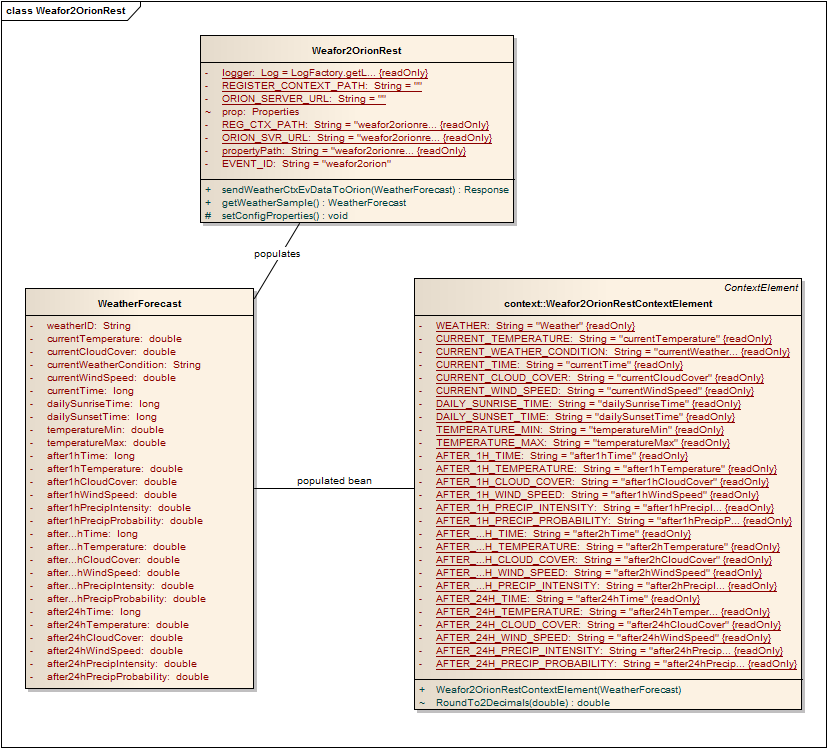 class Weafor2OrionRest
Weafor2OrionRest
- logger: Log = LogFactory.getL... {readOnly}
- REGISTER_CONTEXT_PATH: String = ""
- ORION_SERVER_URL: String = ""
~ prop: Properties
- REG_CTX_PATH: String = "weafor2orionre... {readOnly}
- ORION_SVR_URL: String = "weafor2orionre... {readOnly}
- propertyPath: String = "weafor2orionre... {readOnly}
- EVENT_ID: String = "weafor2orion"
+ sendWeatherCtxEvDataToOrion(WeatherForecast) : Response
+ getWeatherSample() : WeatherForecast
# setConfigProperties() : void
populates
WeatherForecast
- weatherID: String
- currentTemperature: double
- currentCloudCover: double
- currentWeatherCondition: String
- currentWindSpeed: double
- currentTime: long
- dailySunriseTime: long
- dailySunsetTime: long
- temperatureMin: double
- temperatureMax: double
- after1hTime: long
- after1hTemperature: double
- after1hCloudCover: double
- after1hWindSpeed: double
- after1hPrecipIntensity: double
- after1hPrecipProbability: double
- after...hTime: long
- after...hTemperature: double
- after...hCloudCover: double
- after...hWindSpeed: double
- after...hPrecipIntensity: double
- after...hPrecipProbability: double
- after24hTime: long
- after24hTemperature: double
- after24hCloudCover: double
- after24hWindSpeed: double
- after24hPrecipIntensity: double
- after24hPrecipProbability: double
populated bean
ContextElement
context::Weafor2OrionRestContextElement
- WEATHER: String = "Weather" {readOnly}
- CURRENT_TEMPERATURE: String = "currentTemperature" {readOnly}
- CURRENT_WEATHER_CONDITION: String = "currentWeather... {readOnly}
- CURRENT_TIME: String = "currentTime" {readOnly}
- CURRENT_CLOUD_COVER: String = "currentCloudCover" {readOnly}
- CURRENT_WIND_SPEED: String = "currentWindSpeed" {readOnly}
- DAILY_SUNRISE_TIME: String = "dailySunriseTime" {readOnly}
- DAILY_SUNSET_TIME: String = "dailySunsetTime" {readOnly}
- TEMPERATURE_MIN: String = "temperatureMin" {readOnly}
- TEMPERATURE_MAX: String = "temperatureMax" {readOnly}
- AFTER_1H_TIME: String = "after1hTime" {readOnly}
- AFTER_1H_TEMPERATURE: String = "after1hTemperature" {readOnly}
- AFTER_1H_CLOUD_COVER: String = "after1hCloudCover" {readOnly}
- AFTER_1H_WIND_SPEED: String = "after1hWindSpeed" {readOnly}
- AFTER_1H_PRECIP_INTENSITY: String = "after1hPrecipI... {readOnly}
- AFTER_1H_PRECIP_PROBABILITY: String = "after1hPrecipP... {readOnly}
- AFTER_...H_TIME: String = "after2hTime" {readOnly}
- AFTER_...H_TEMPERATURE: String = "after2hTemperature" {readOnly}
- AFTER_...H_CLOUD_COVER: String = "after2hCloudCover" {readOnly}
- AFTER_...H_WIND_SPEED: String = "after2hWindSpeed" {readOnly}
- AFTER_...H_PRECIP_INTENSITY: String = "after2hPrecipI... {readOnly}
- AFTER_24H_TIME: String = "after24hTime" {readOnly}
- AFTER_24H_TEMPERATURE: String = "after24hTemper... {readOnly}
- AFTER_24H_CLOUD_COVER: String = "after24hCloudCover" {readOnly}
- AFTER_24H_WIND_SPEED: String = "after24hWindSpeed" {readOnly}
- AFTER_24H_PRECIP_INTENSITY: String = "after24hPrecip... {readOnly}
- AFTER_24H_PRECIP_PROBABILITY: String = "after24hPrecip... {readOnly}
+ Weafor2OrionRestContextElement(WeatherForecast)
~ RoundTo2Decimals(double) : double